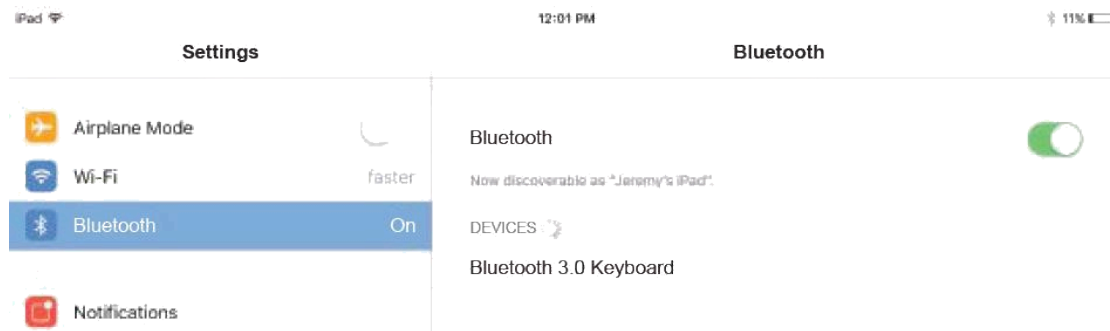 iPad 12:01 PM 11%
Settings
Bluetooth
Airplane Mode
Wi-Fi faster
Bluetooth On
Notifications
Bluetooth
Now discoverable as "Jeremy's iPad".
DEVICES
Bluetooth 3.0 Keyboard